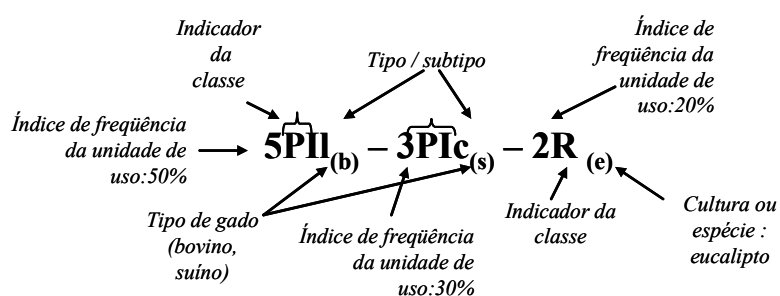 Indicador
da
classe
Tipo / subtipo
Índice de
freqüência da
unidade de
uso:20%
Índice de freqüência
da unidade de
uso:50%
5PIl(b) – 3PIc(s) – 2R (e)
Tipo de gado
(bovino,
suíno)
Índice de freqüência
da unidade de
uso:30%
Indicador da
classe
Cultura ou
espécie :
eucalipto